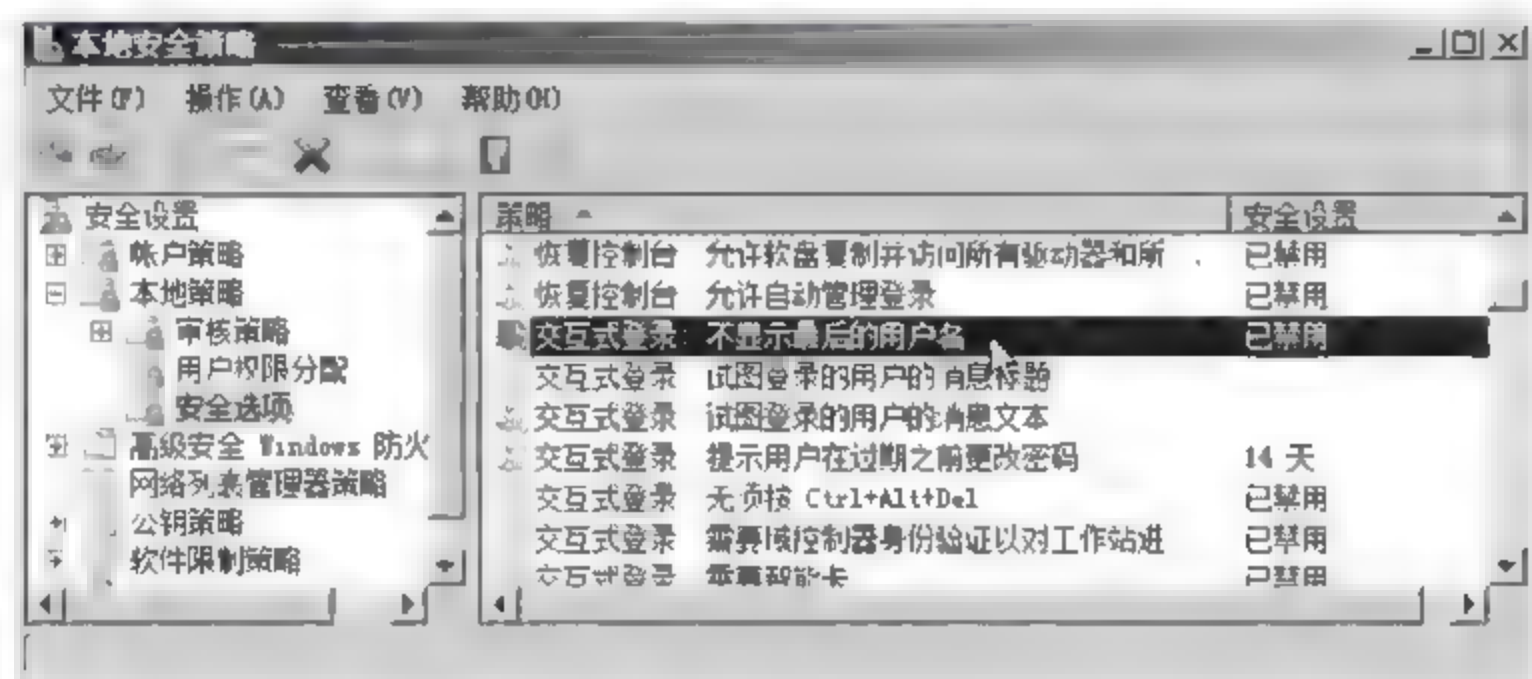 本地安全策略
文件(F) 操作(A) 查看(V) 帮助(H)
安全设置
帐户策略
本地策略
审核策略
用户权限分配
安全选项
高级安全 Windows 防火
网络列表管理器策略
公钥策略
软件限制策略
策略 安全设置
恢复控制台 允许软盘复制并访问所有驱动器和所 已禁用
恢复控制台 允许自动管理登录 已禁用
交互式登录: 不显示最后的用户名 已禁用
交互式登录 试图登录的用户的消息标题
交互式登录 试图登录的用户的消息文本
交互式登录 提示用户在过期之前更改密码 14 天
交互式登录 无须按 Ctrl+Alt+Del 已禁用
交互式登录 需要域控制器身份验证以对工作站进 已禁用
交互式登录 需要智能卡 已禁用